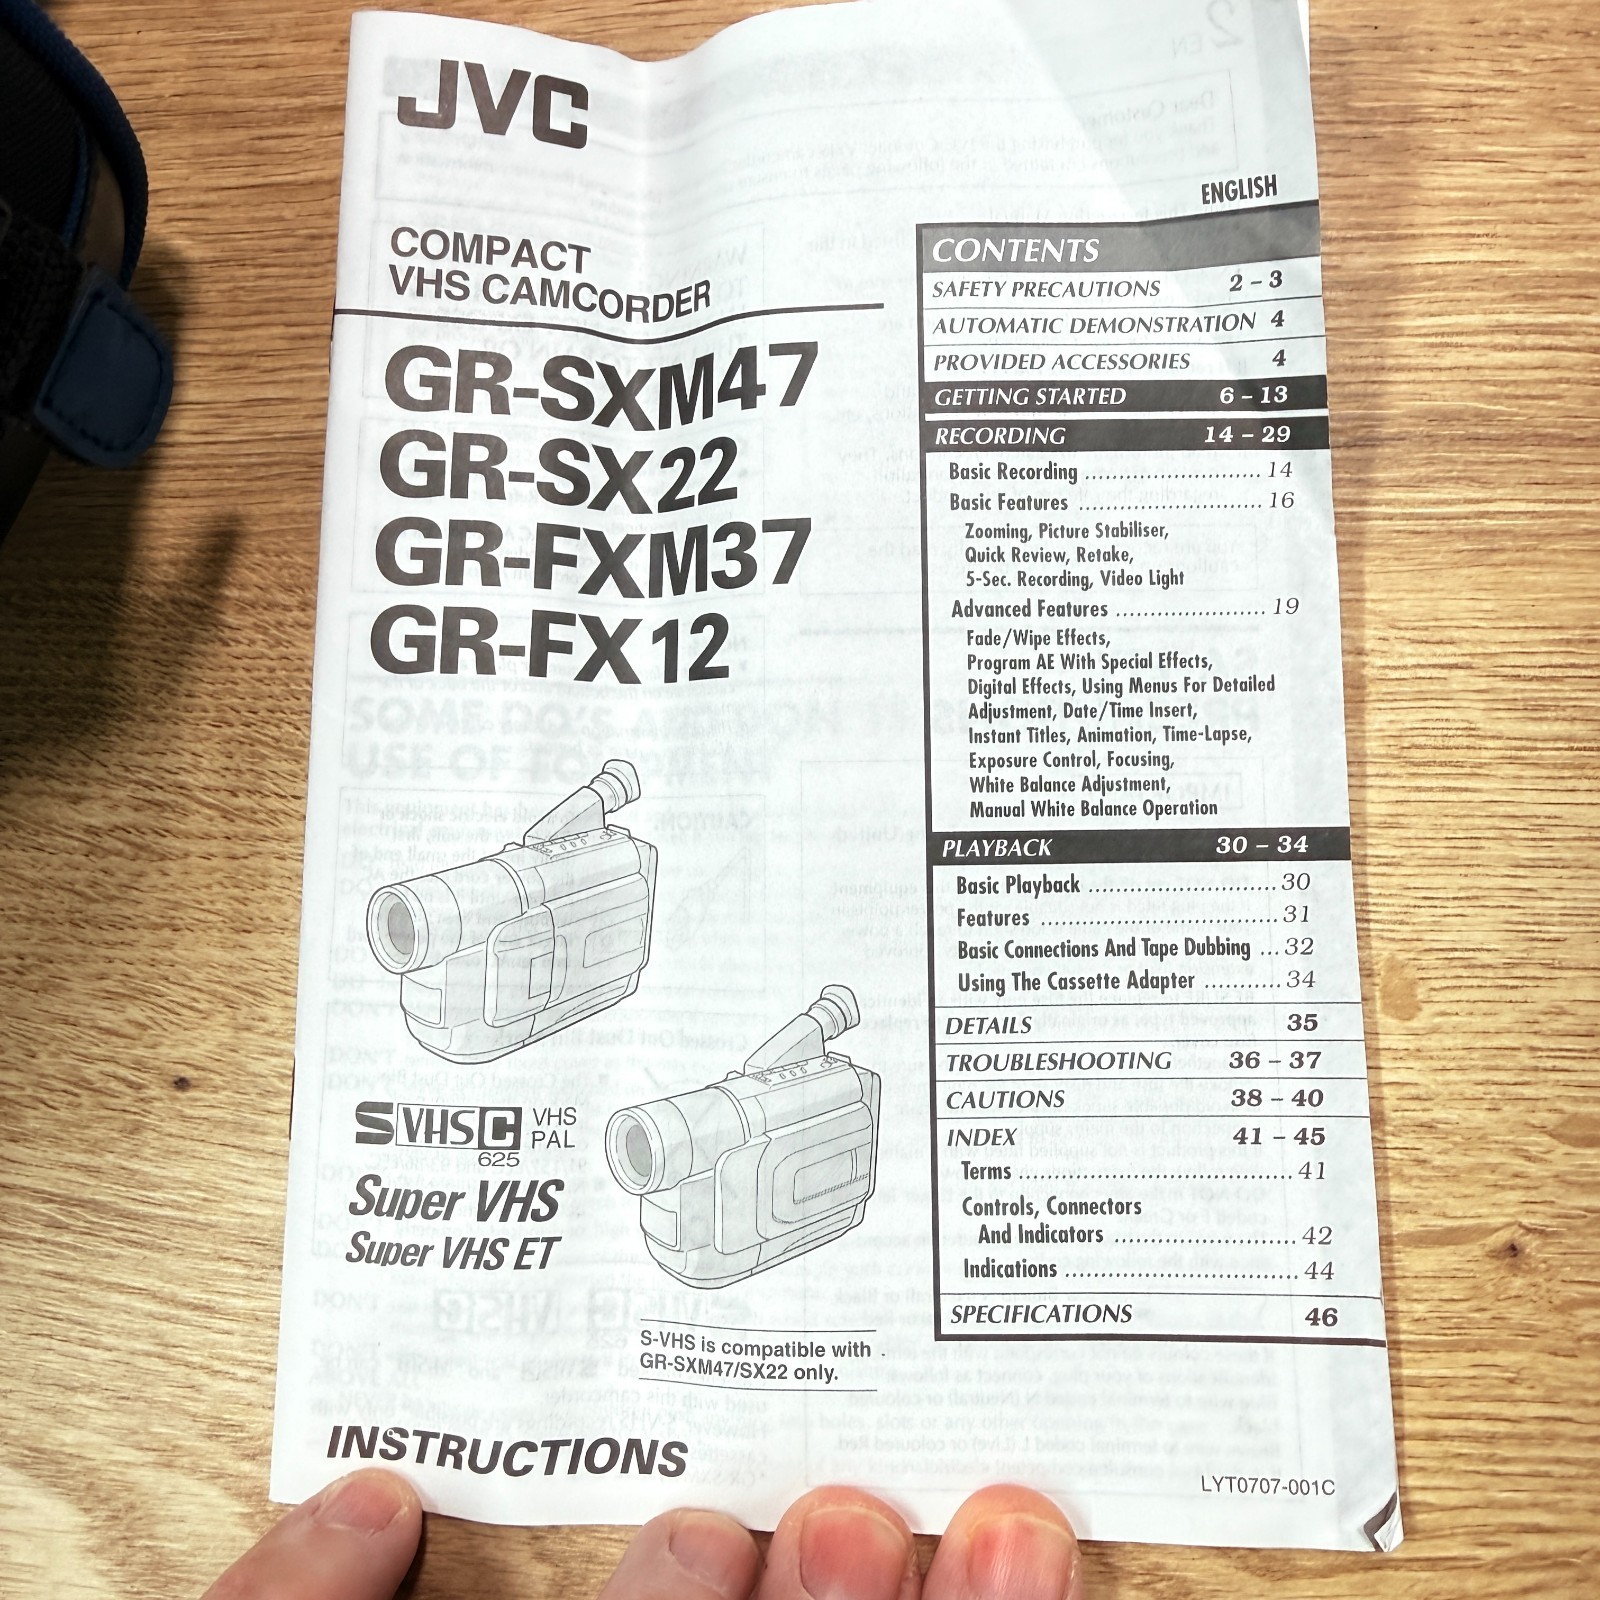 JVC
COMPACT
VHS CAMCORDER
GR-SXM47
GR-SX22
GR-FXM37
GR-FX12
S VHS C
625
VHS
PAL
Super VHS
Super VHS ET
S-VHS is compatible with
GR-SXM47/SX22 only.
INSTRUCTIONS
ENGLISH
CONTENTS
SAFETY PRECAUTIONS 2 – 3
AUTOMATIC DEMONSTRATION 4
PROVIDED ACCESSORIES 4
GETTING STARTED 6 – 13
RECORDING 14 – 29
Basic Recording .......................... 14
Basic Features ........................... 16
Zooming, Picture Stabiliser,
Quick Review, Retake,
5-Sec. Recording, Video Light
Advanced Features ...................... 19
Fade/Wipe Effects,
Program AE With Special Effects,
Digital Effects, Using Menus For Detailed
Adjustment, Date/Time Insert,
Instant Titles, Animation, Time-Lapse,
Exposure Control, Focusing,
White Balance Adjustment,
Manual White Balance Operation
PLAYBACK 30 – 34
Basic Playback ........................... 30
Features .................................... 31
Basic Connections And Tape Dubbing ... 32
Using The Cassette Adapter ........... 34
DETAILS 35
TROUBLESHOOTING 36 – 37
CAUTIONS 38 – 40
INDEX 41 – 45
Terms ........................................ 41
Controls, Connectors
And Indicators .......................... 42
Indications .................................. 44
SPECIFICATIONS 46
LYT0707-001C